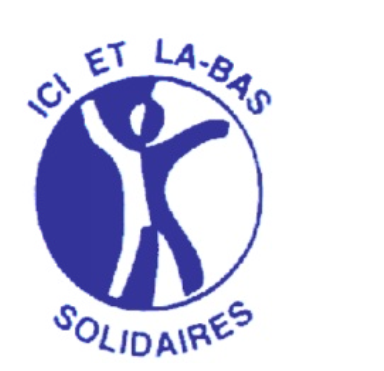 ICI ET LA-BAS
SOLIDAIRES